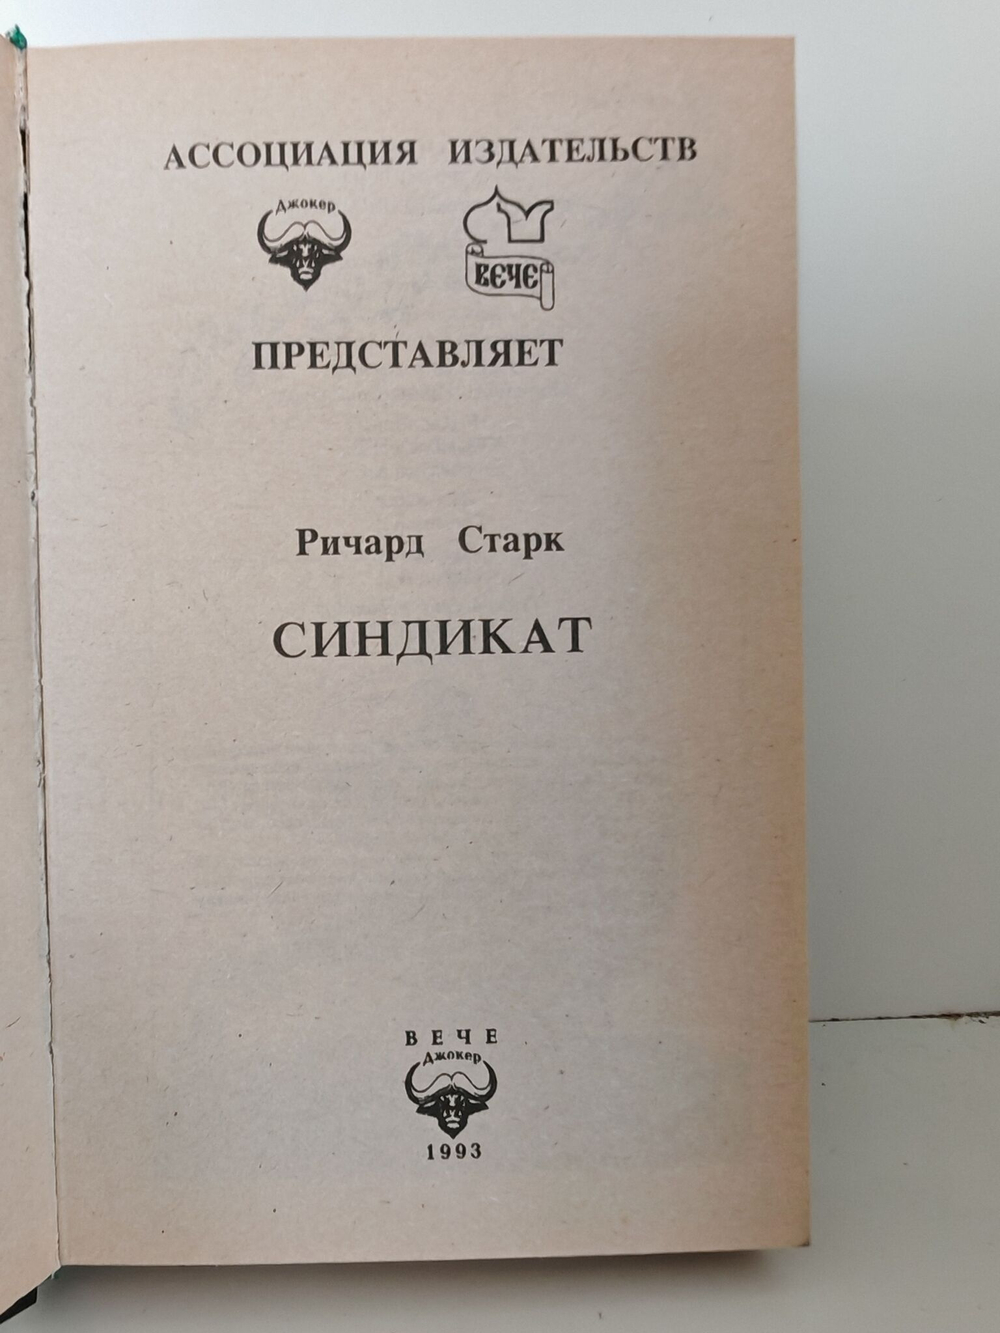 АССОЦИАЦИЯ ИЗДАТЕЛЬСТВ
Джокер
ВЕЧЕ
ПРЕДСТАВЛЯЕТ
Ричард Старк
СИНДИКАТ
ВЕЧЕ
Джокер
1993